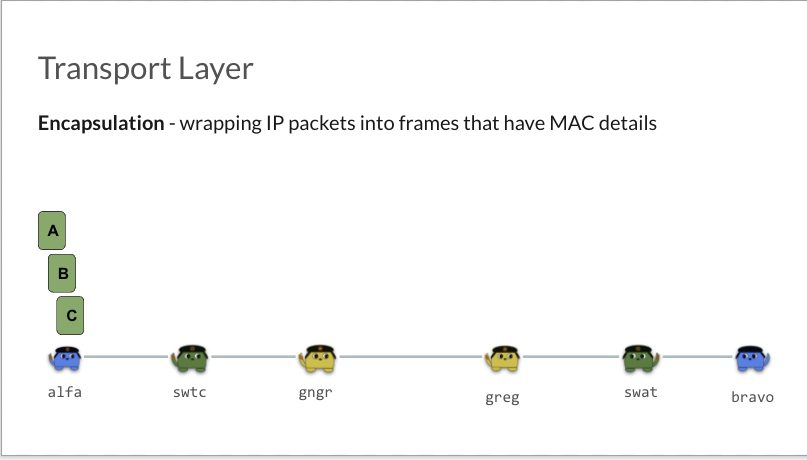 Transport Layer
Encapsulation - wrapping IP packets into frames that have MAC details
A
B
C
alfa
swtc
gngr
greg
swat
bravo